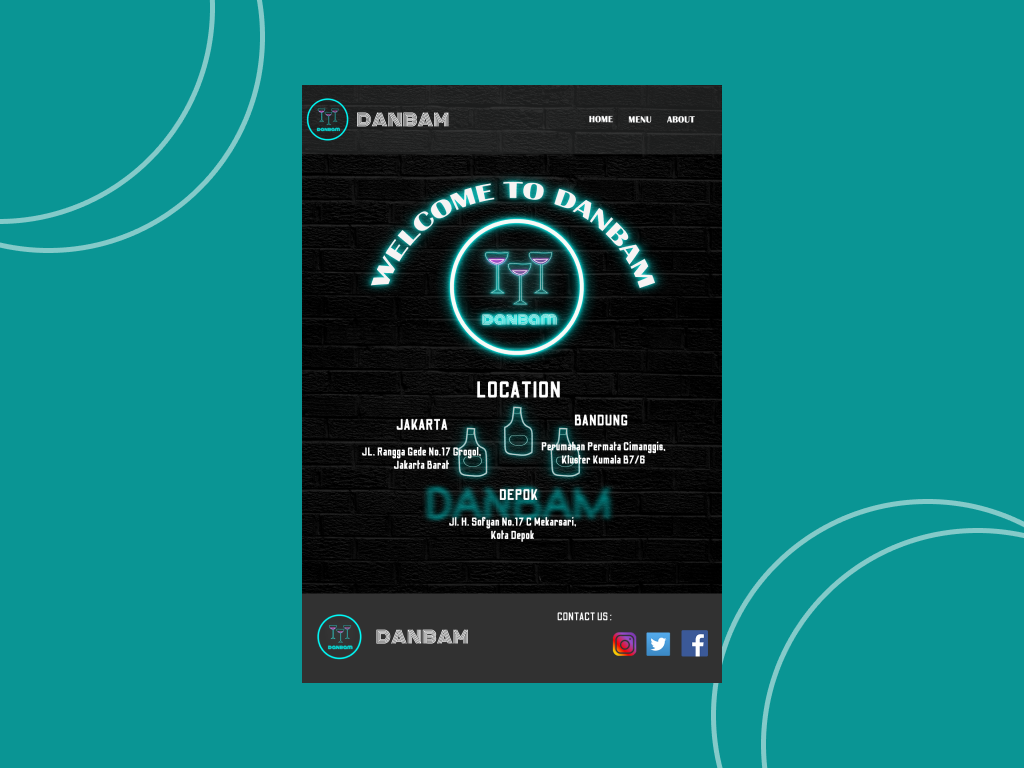 DANBAM
DANBAM
HOME MENU ABOUT
WELCOME TO DANBAM
DANBAM
LOCATION
JAKARTA
JL. Rangga Gede No.17 Grogol,
Jakarta Barat
BANDUNG
Perumahan Permata Cimanggis,
Kluster Kumala B7/6
DANBAM
DEPOK
Jl. H. Sofyan No.17 C Mekarsari,
Kota Depok
DANBAM
DANBAM
CONTACT US :